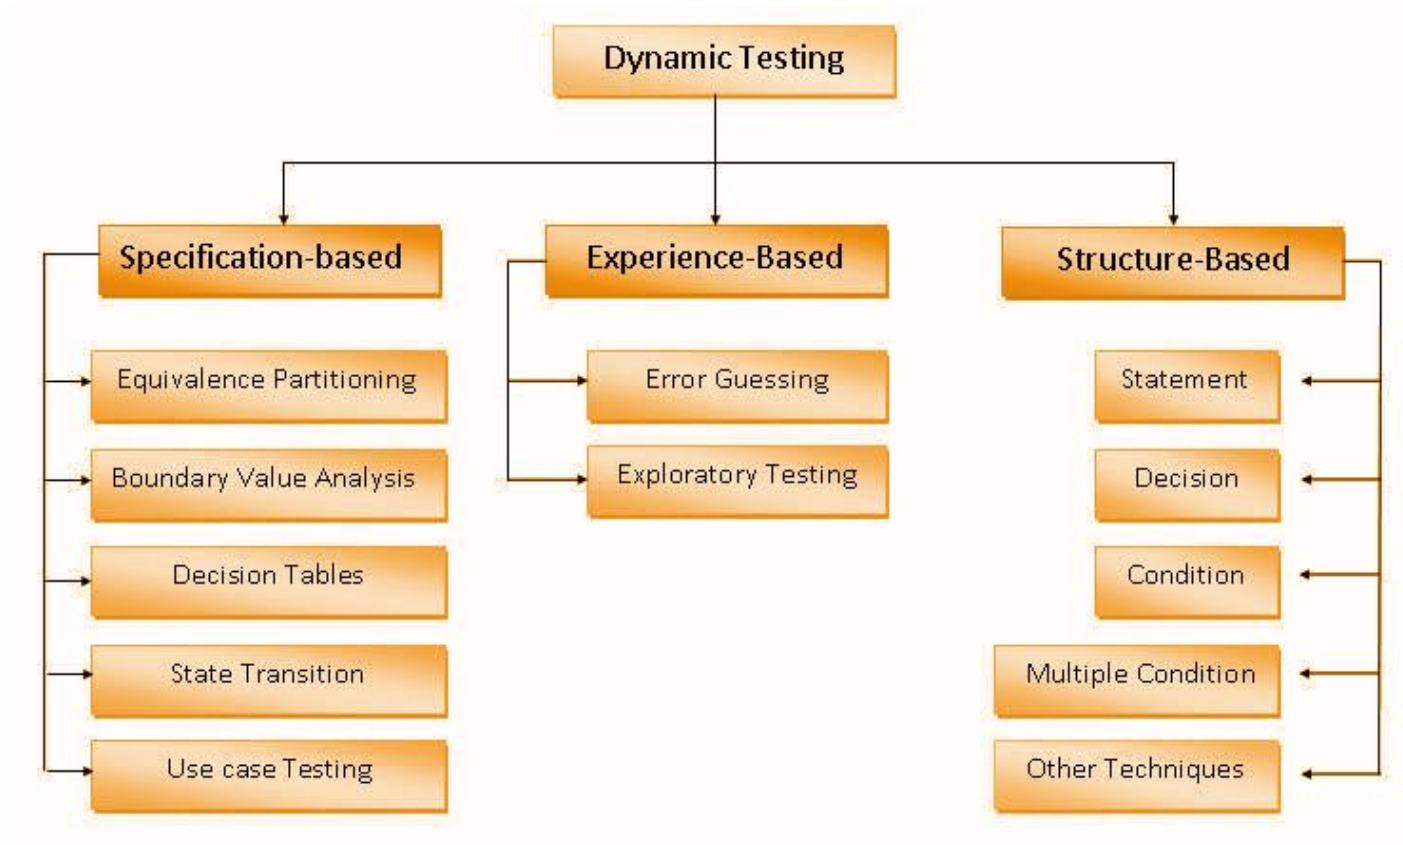 Dynamic Testing
Specification-based
Experience-Based
Structure-Based
Equivalence Partitioning
Boundary Value Analysis
Decision Tables
State Transition
Use case Testing
Error Guessing
Exploratory Testing
Statement
Decision
Condition
Multiple Condition
Other Techniques